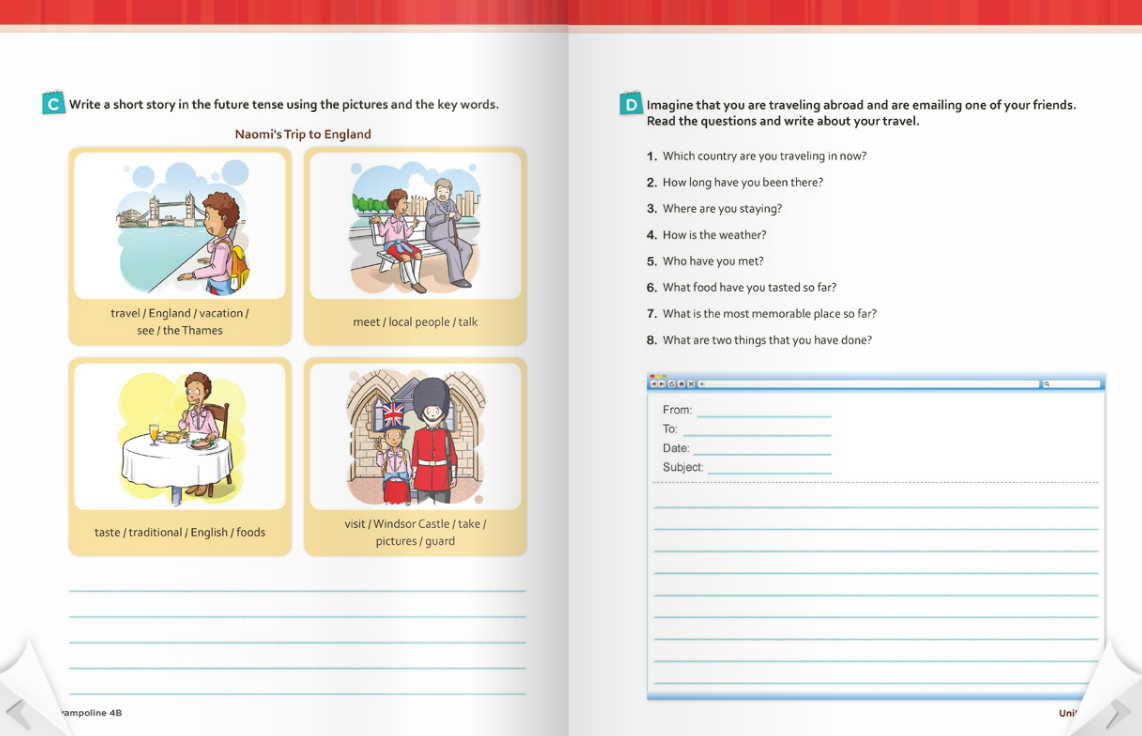 C Write a short story in the future tense using the pictures and the key words.
Naomi's Trip to England
travel / England / vacation /
see / the Thames
meet / local people / talk
taste / traditional / English / foods
visit / Windsor Castle / take /
pictures / guard
rampoline 4B
D Imagine that you are traveling abroad and are emailing one of your friends.
Read the questions and write about your travel.
1. Which country are you traveling in now?
2. How long have you been there?
3. Where are you staying?
4. How is the weather?
5. Who have you met?
6. What food have you tasted so far?
7. What is the most memorable place so far?
8. What are two things that you have done?
From:
To:
Date:
Subject:
Uni